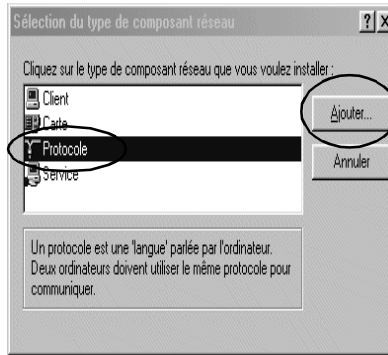 Sélection du type de composant réseau
Cliquez sur le type de composant réseau que vous voulez installer :
Client
Carte
Protocole
Service
Ajouter...
Annuler
Un protocole est une 'langue' parlée par l'ordinateur.
Deux ordinateurs doivent utiliser le même protocole pour
communiquer.